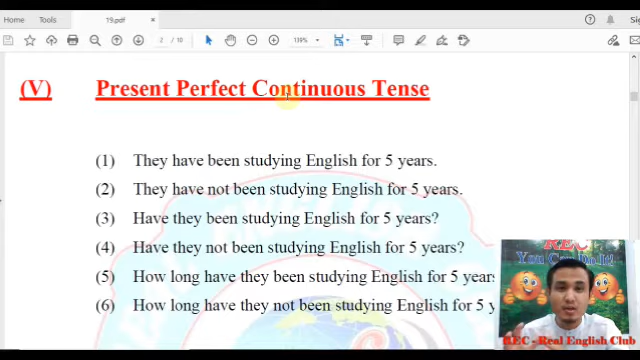 Home Tools 19.pdf × Sig
2 / 10 139%
(V) Present Perfect Continuous Tense
(1) They have been studying English for 5 years.
(2) They have not been studying English for 5 years.
(3) Have they been studying English for 5 years?
(4) Have they not been studying English for 5 years?
(5) How long have they been studying English for 5 years
(6) How long have they not been studying English for 5 y
REC
You Can Do It!
REC - Real English Club